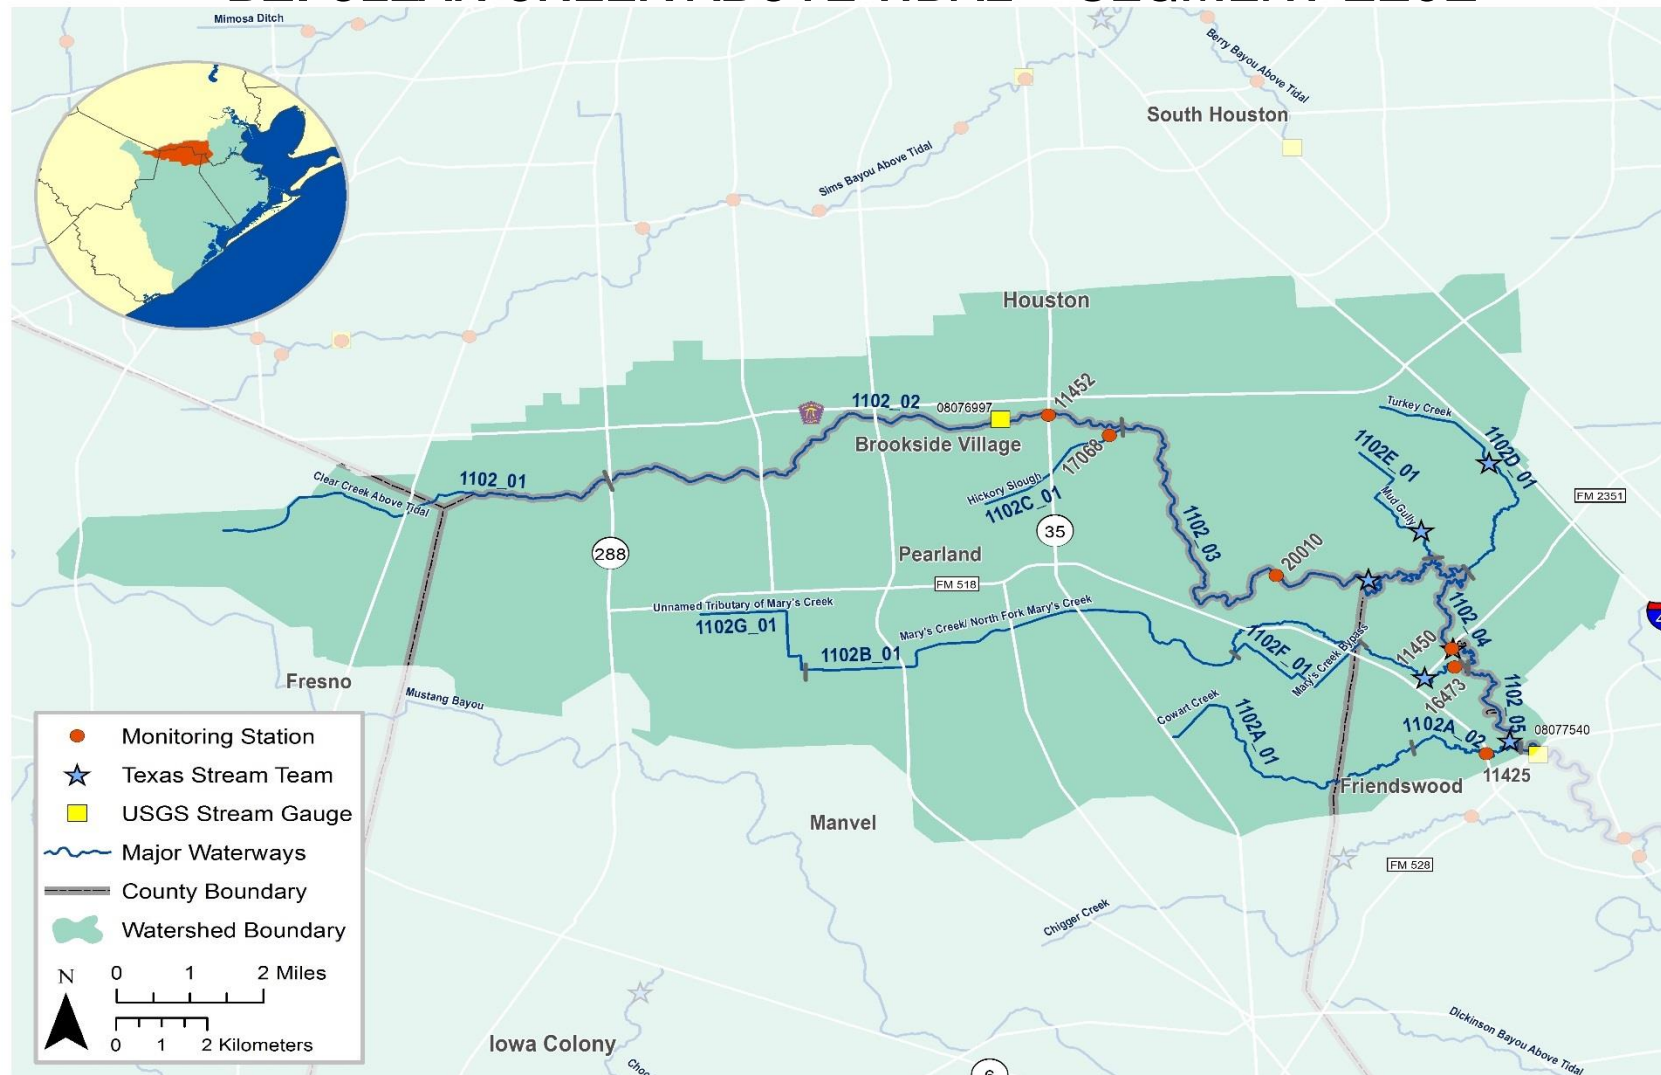 Mimosa Ditch
Berry Bayou Above Tidal
South Houston
Sims Bayou Above Tidal
Houston
11452
1102_02
08076997
Brookside Village
17068
Turkey Creek
1102E_01
1102D_01
Mud Gully
FM 2351
Clear Creek Above Tidal
1102_01
Hickory Slough
1102C_01
35
1102_03
288
Pearland
20010
FM 518
Unnamed Tributary of Mary's Creek
1102G_01
Mary's Creek/ North Fork Mary's Creek
1102B_01
1102F_01
Mary's Creek Bypass
1102_04
11450
16473
1102_05
Fresno
Mustang Bayou
Cowart Creek
1102A_01
1102A_02
08077540
11425
Friendswood
Manvel
FM 528
Chigger Creek
Iowa Colony
Dickinson Bayou Above Tidal
6
Monitoring Station
Texas Stream Team
USGS Stream Gauge
Major Waterways
County Boundary
Watershed Boundary
N
0 1 2 Miles
0 1 2 Kilometers